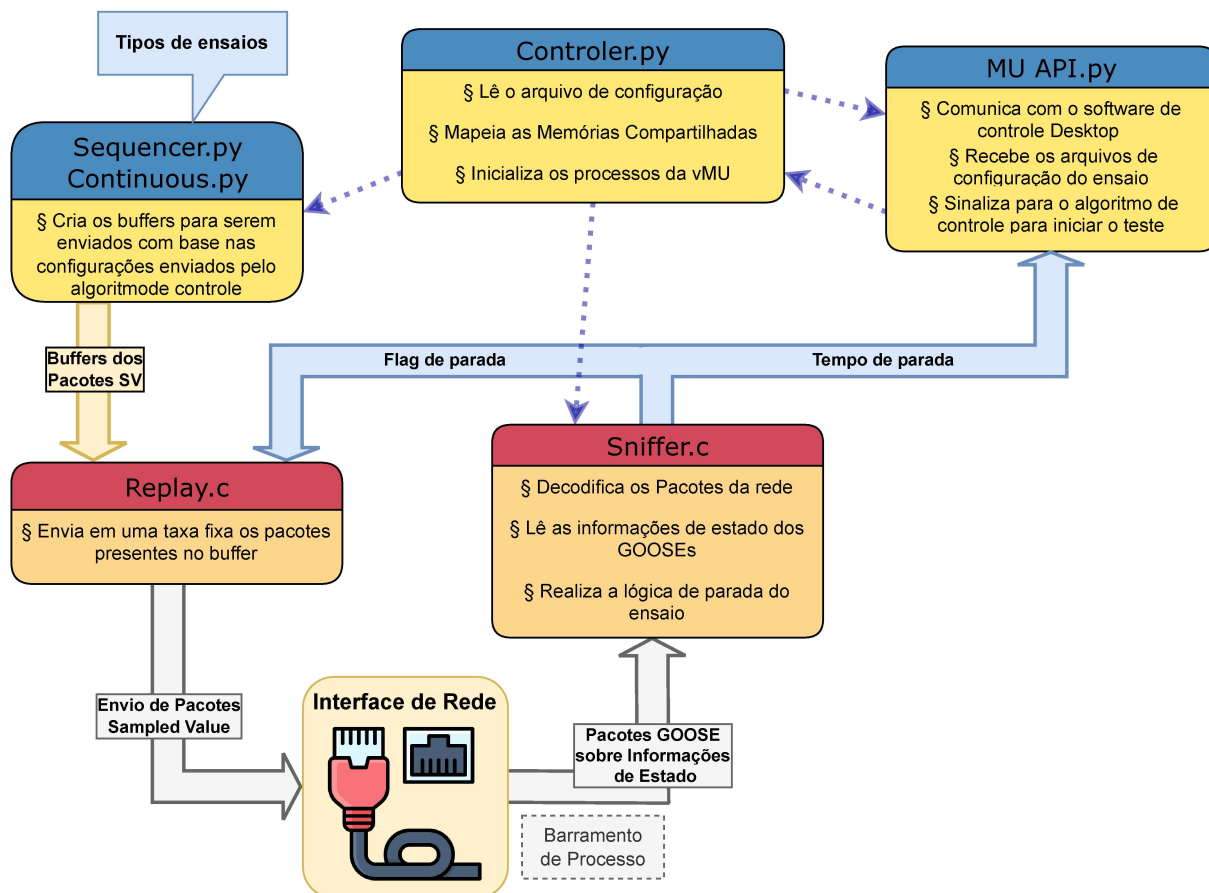 Tipos de ensaios
Controler.py
§ Lê o arquivo de configuração
§ Mapeia as Memórias Compartilhadas
§ Inicializa os processos da vMU
MU API.py
§ Comunica com o software de
controle Desktop
§ Recebe os arquivos de
configuração do ensaio
§ Sinaliza para o algoritmo de
controle para iniciar o teste
Sequencer.py
Continuous.py
§ Cria os buffers para serem
enviados com base nas
configurações enviados pelo
algoritmode controle
Buffers dos
Pacotes SV
Flag de parada
Tempo de parada
Replay.c
§ Envia em uma taxa fixa os pacotes
presentes no buffer
Sniffer.c
§ Decodifica os Pacotes da rede
§ Lê as informações de estado dos
GOOSEs
§ Realiza a lógica de parada do
ensaio
Envio de Pacotes
Sampled Value
Interface de Rede
Pacotes GOOSE
sobre Informações
de Estado
Barramento
de Processo